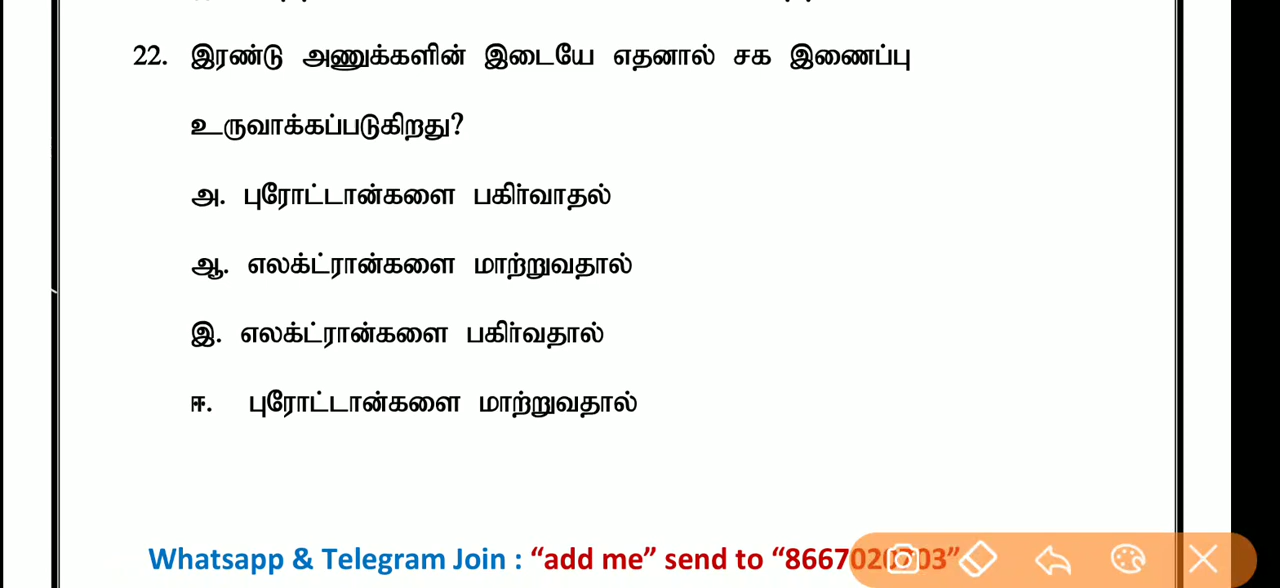 22. இரண்டு அணுக்களின் இடையே எதனால் சக இணைப்பு
உருவாக்கப்படுகிறது?
அ. புரோட்டான்களை பகிர்வாதல்
ஆ. எலக்ட்ரான்களை மாற்றுவதால்
இ. எலக்ட்ரான்களை பகிர்வதால்
ஈ. புரோட்டான்களை மாற்றுவதால்
Whatsapp & Telegram Join : “add me” send to “8667020703”